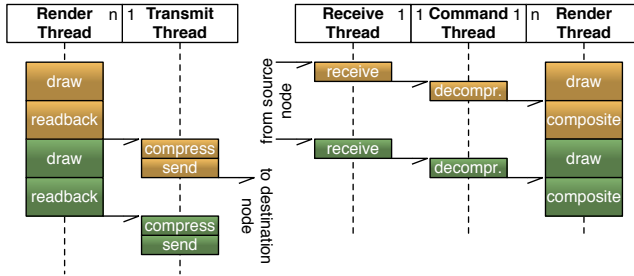 Render Thread n
1 Transmit Thread
draw
readback
draw
readback
compress
send
compress
send
to destination
node
from source
node
Receive Thread 1
1 Command Thread 1
n Render Thread
receive
receive
decompr.
decompr.
draw
composite
draw
composite